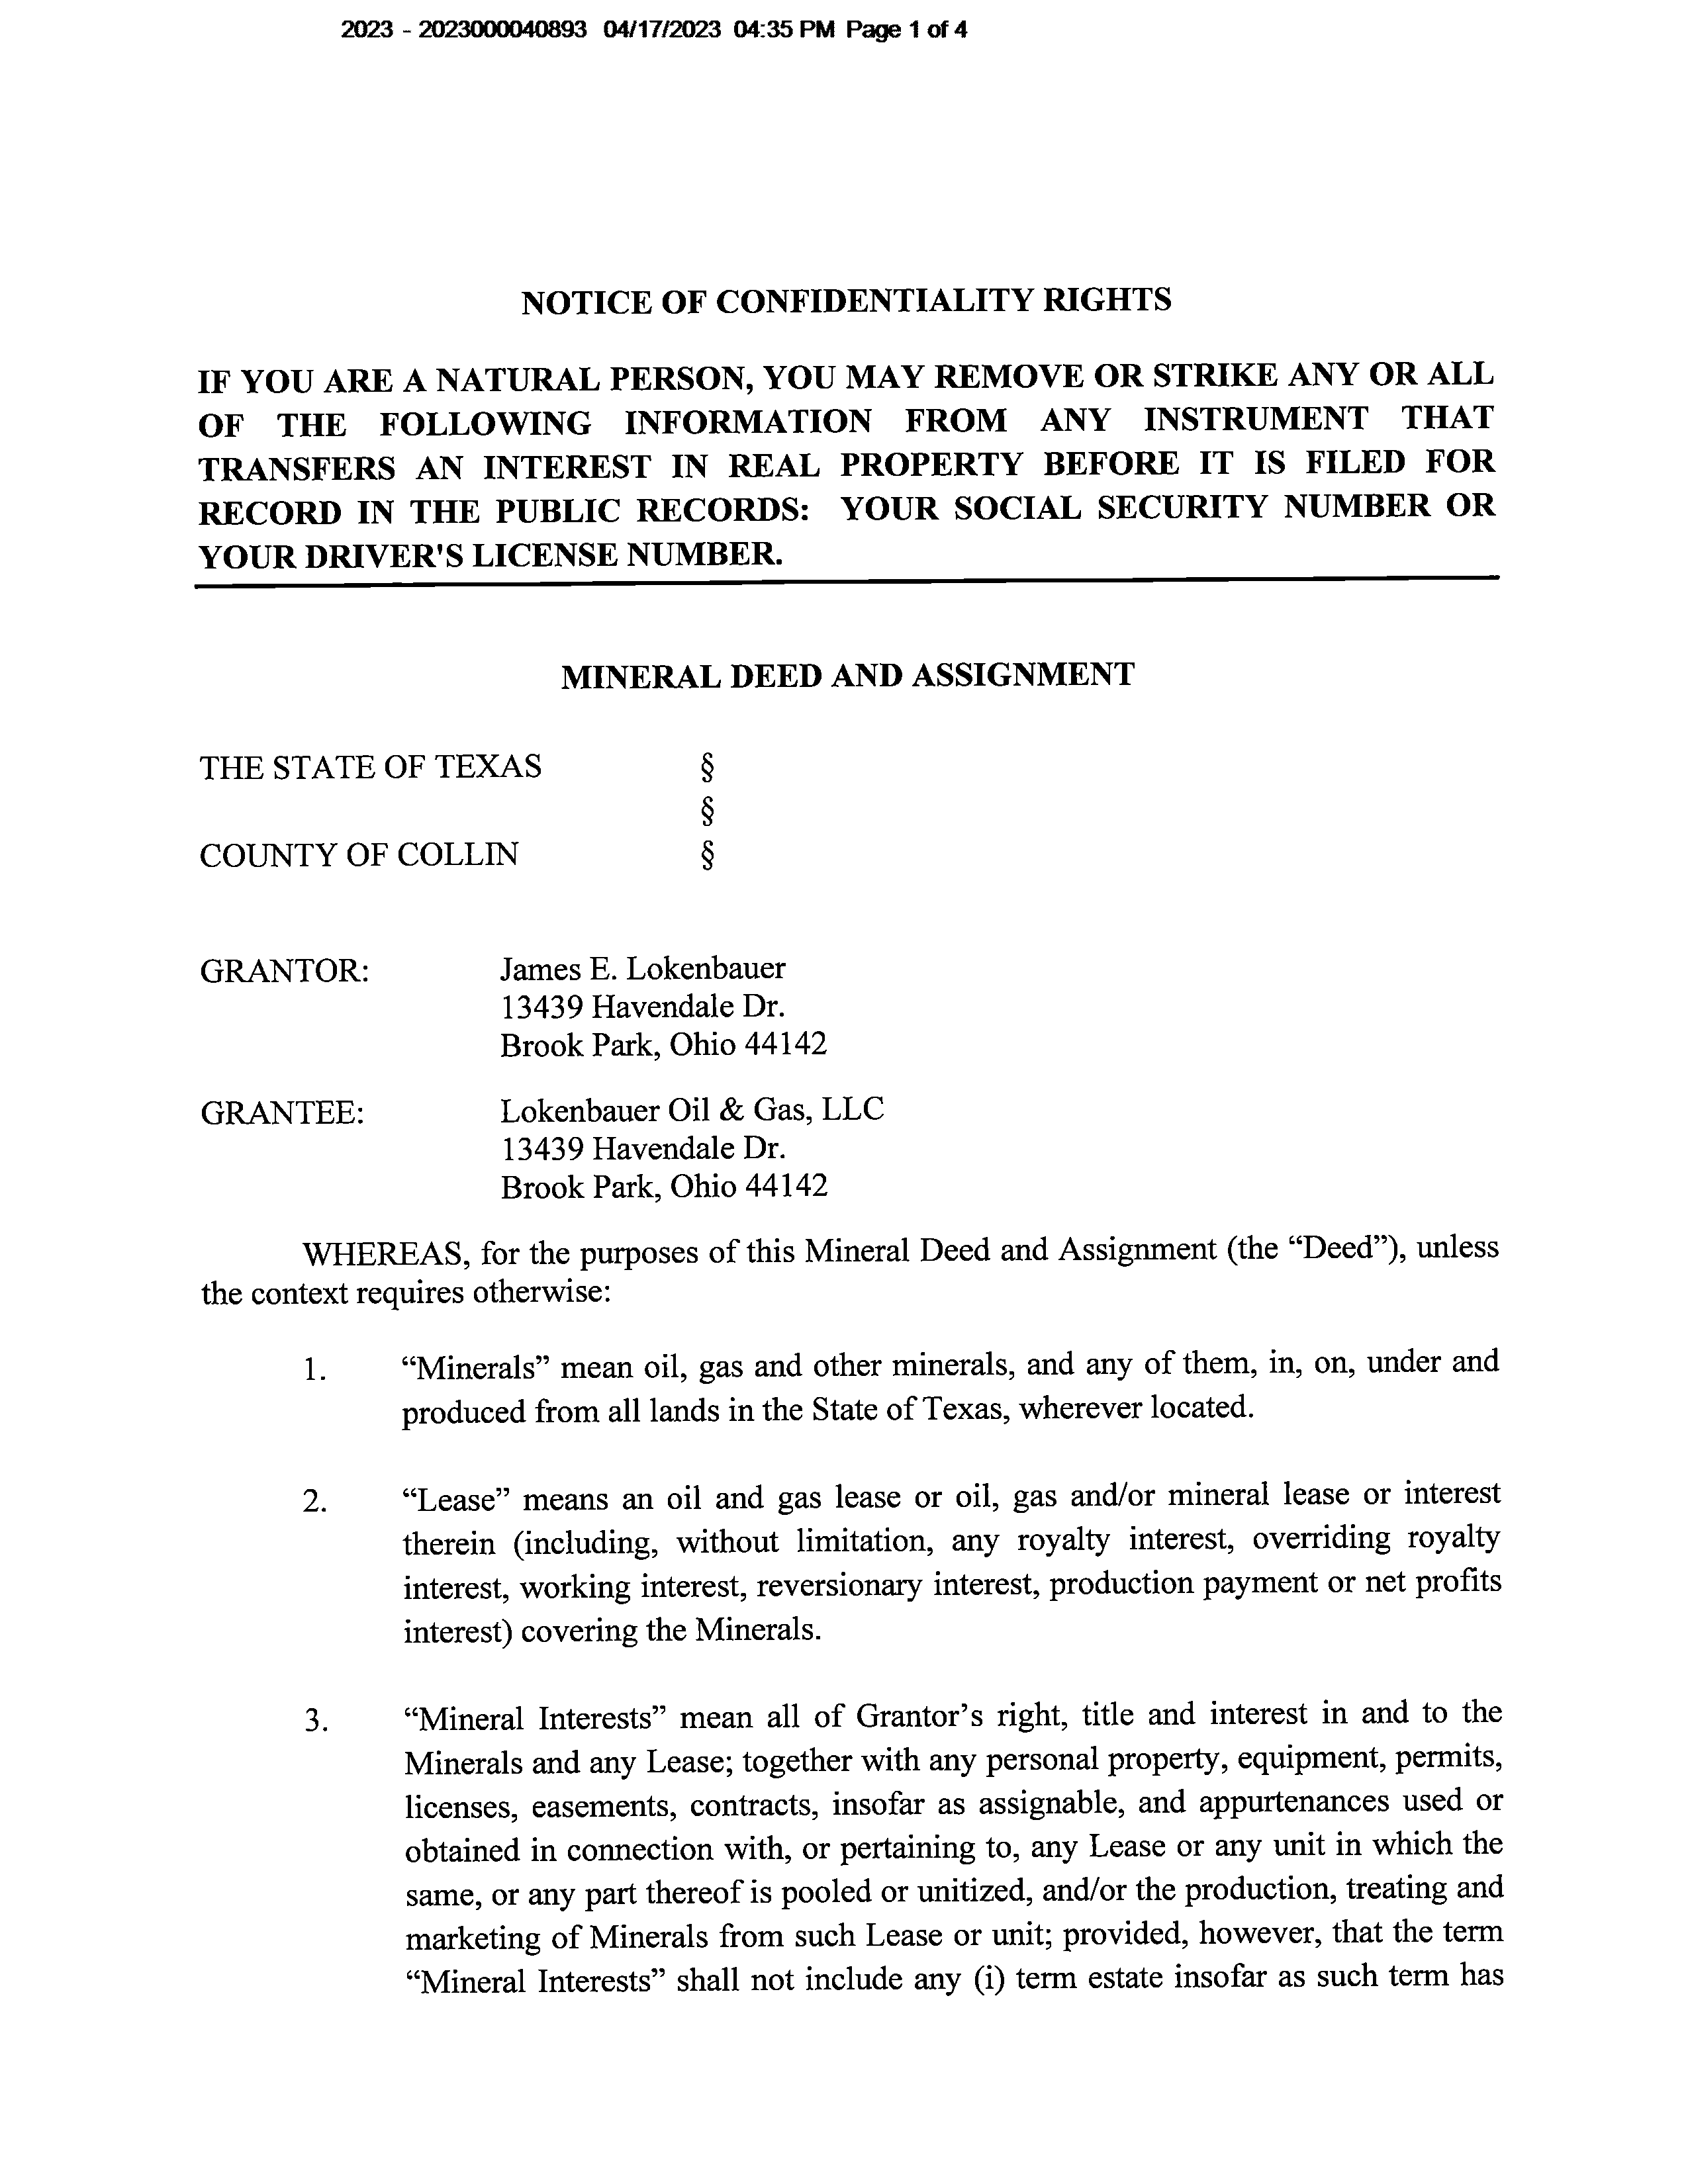 2023 - 2023000040893 04/17/2023 04:35 PM Page 1 of 4
NOTICE OF CONFIDENTIALITY RIGHTS
IF YOU ARE A NATURAL PERSON, YOU MAY REMOVE OR STRIKE ANY OR ALL
OF THE FOLLOWING INFORMATION FROM ANY INSTRUMENT THAT
TRANSFERS AN INTEREST IN REAL PROPERTY BEFORE IT IS FILED FOR
RECORD IN THE PUBLIC RECORDS: YOUR SOCIAL SECURITY NUMBER OR
YOUR DRIVER'S LICENSE NUMBER.
MINERAL DEED AND ASSIGNMENT
THE STATE OF TEXAS §
§
COUNTY OF COLLIN §
GRANTOR: James E. Lokenbauer
13439 Havendale Dr.
Brook Park, Ohio 44142
GRANTEE: Lokenbauer Oil & Gas, LLC
13439 Havendale Dr.
Brook Park, Ohio 44142
WHEREAS, for the purposes of this Mineral Deed and Assignment (the “Deed”), unless
the context requires otherwise:
1. “Minerals” mean oil, gas and other minerals, and any of them, in, on, under and
produced from all lands in the State of Texas, wherever located.
2. “Lease” means an oil and gas lease or oil, gas and/or mineral lease or interest
therein (including, without limitation, any royalty interest, overriding royalty
interest, working interest, reversionary interest, production payment or net profits
interest) covering the Minerals.
3. “Mineral Interests” mean all of Grantor’s right, title and interest in and to the
Minerals and any Lease; together with any personal property, equipment, permits,
licenses, easements, contracts, insofar as assignable, and appurtenances used or
obtained in connection with, or pertaining to, any Lease or any unit in which the
same, or any part thereof is pooled or unitized, and/or the production, treating and
marketing of Minerals from such Lease or unit; provided, however, that the term
“Mineral Interests” shall not include any (i) term estate insofar as such term has